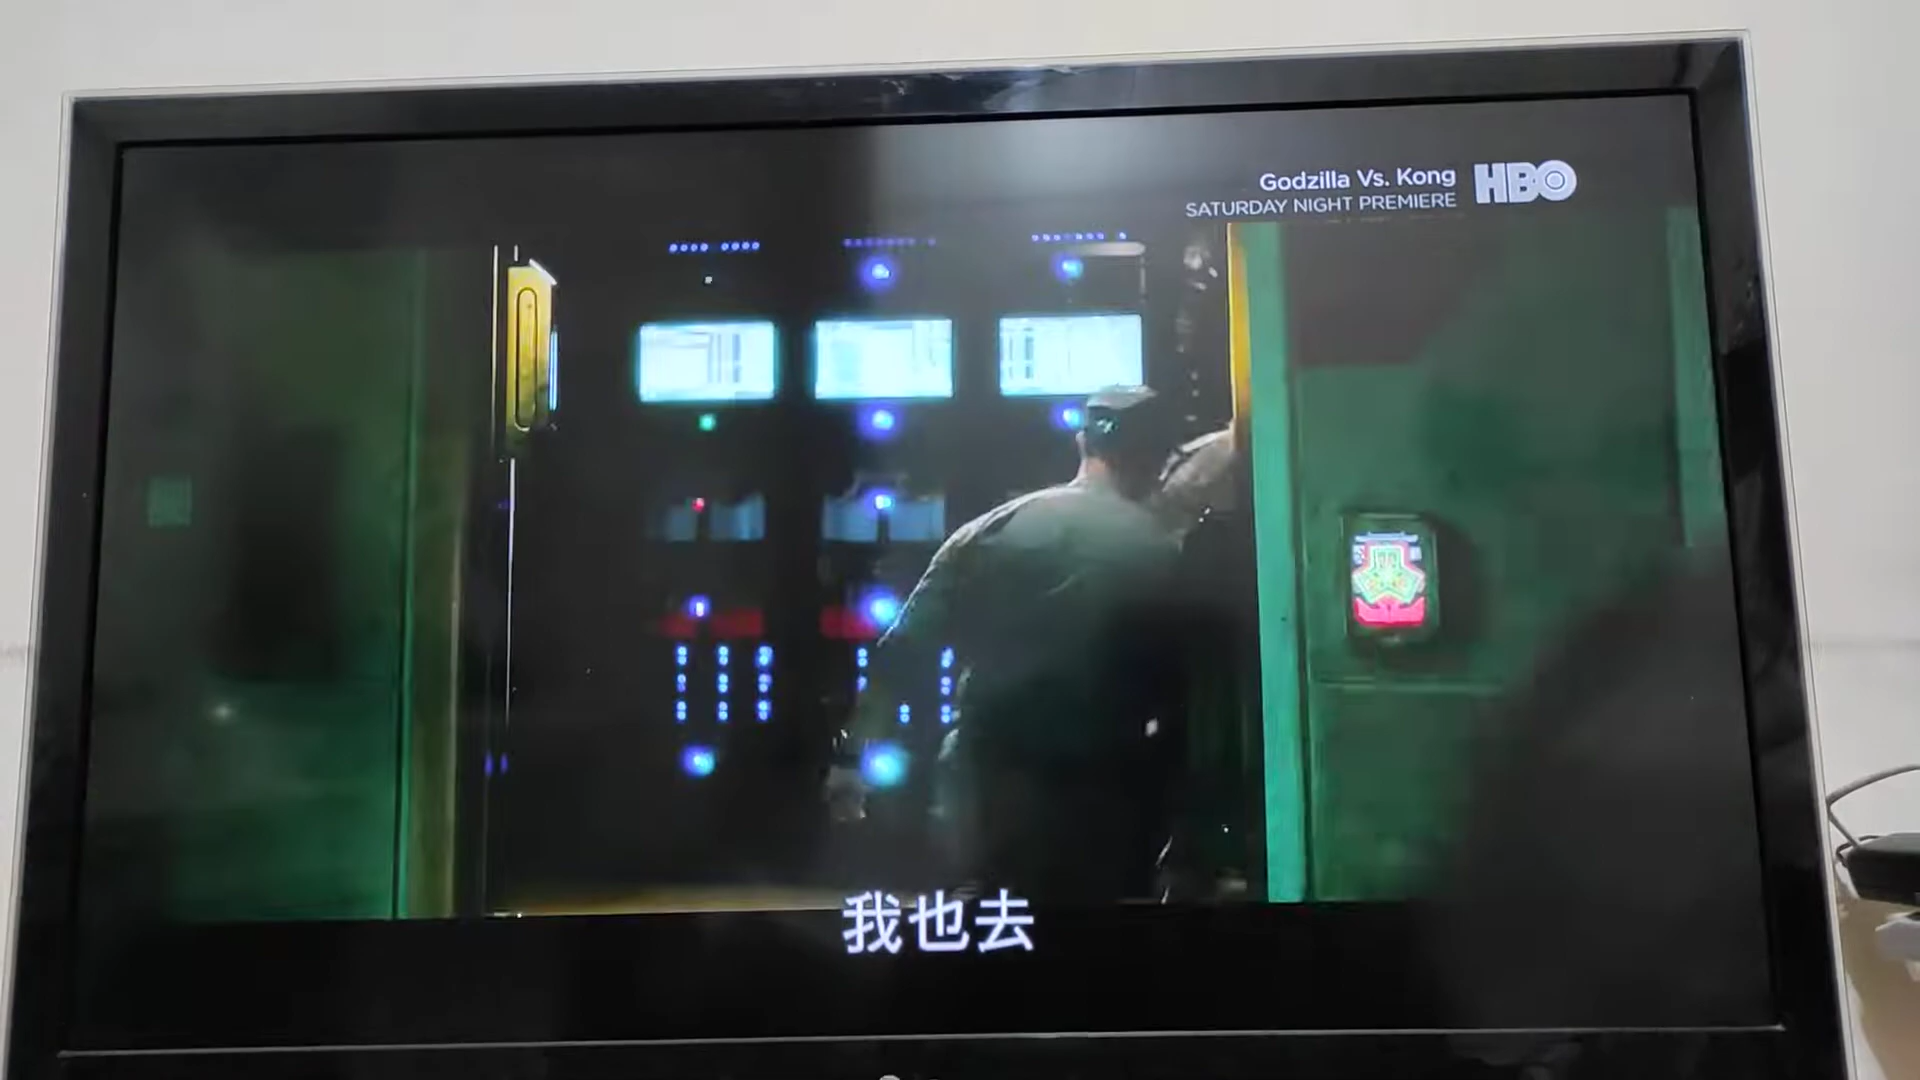 Godzilla Vs. Kong
SATURDAY NIGHT PREMIERE
HBO
我也去